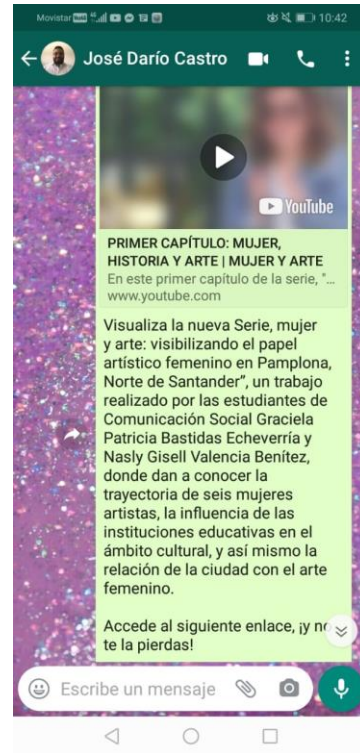 Movistar
10:42
José Darío Castro
YouTube
PRIMER CAPÍTULO: MUJER,
HISTORIA Y ARTE | MUJER Y ARTE
En este primer capítulo de la serie, "...
www.youtube.com
Visualiza la nueva Serie, mujer
y arte: visibilizando el papel
artístico femenino en Pamplona,
Norte de Santander”, un trabajo
realizado por las estudiantes de
Comunicación Social Graciela
Patricia Bastidas Echeverría y
Nasly Gisell Valencia Benítez,
donde dan a conocer la
trayectoria de seis mujeres
artistas, la influencia de las
instituciones educativas en el
ámbito cultural, y así mismo la
relación de la ciudad con el arte
femenino.
Accede al siguiente enlace, ¡y no
te la pierdas!
Escribe un mensaje